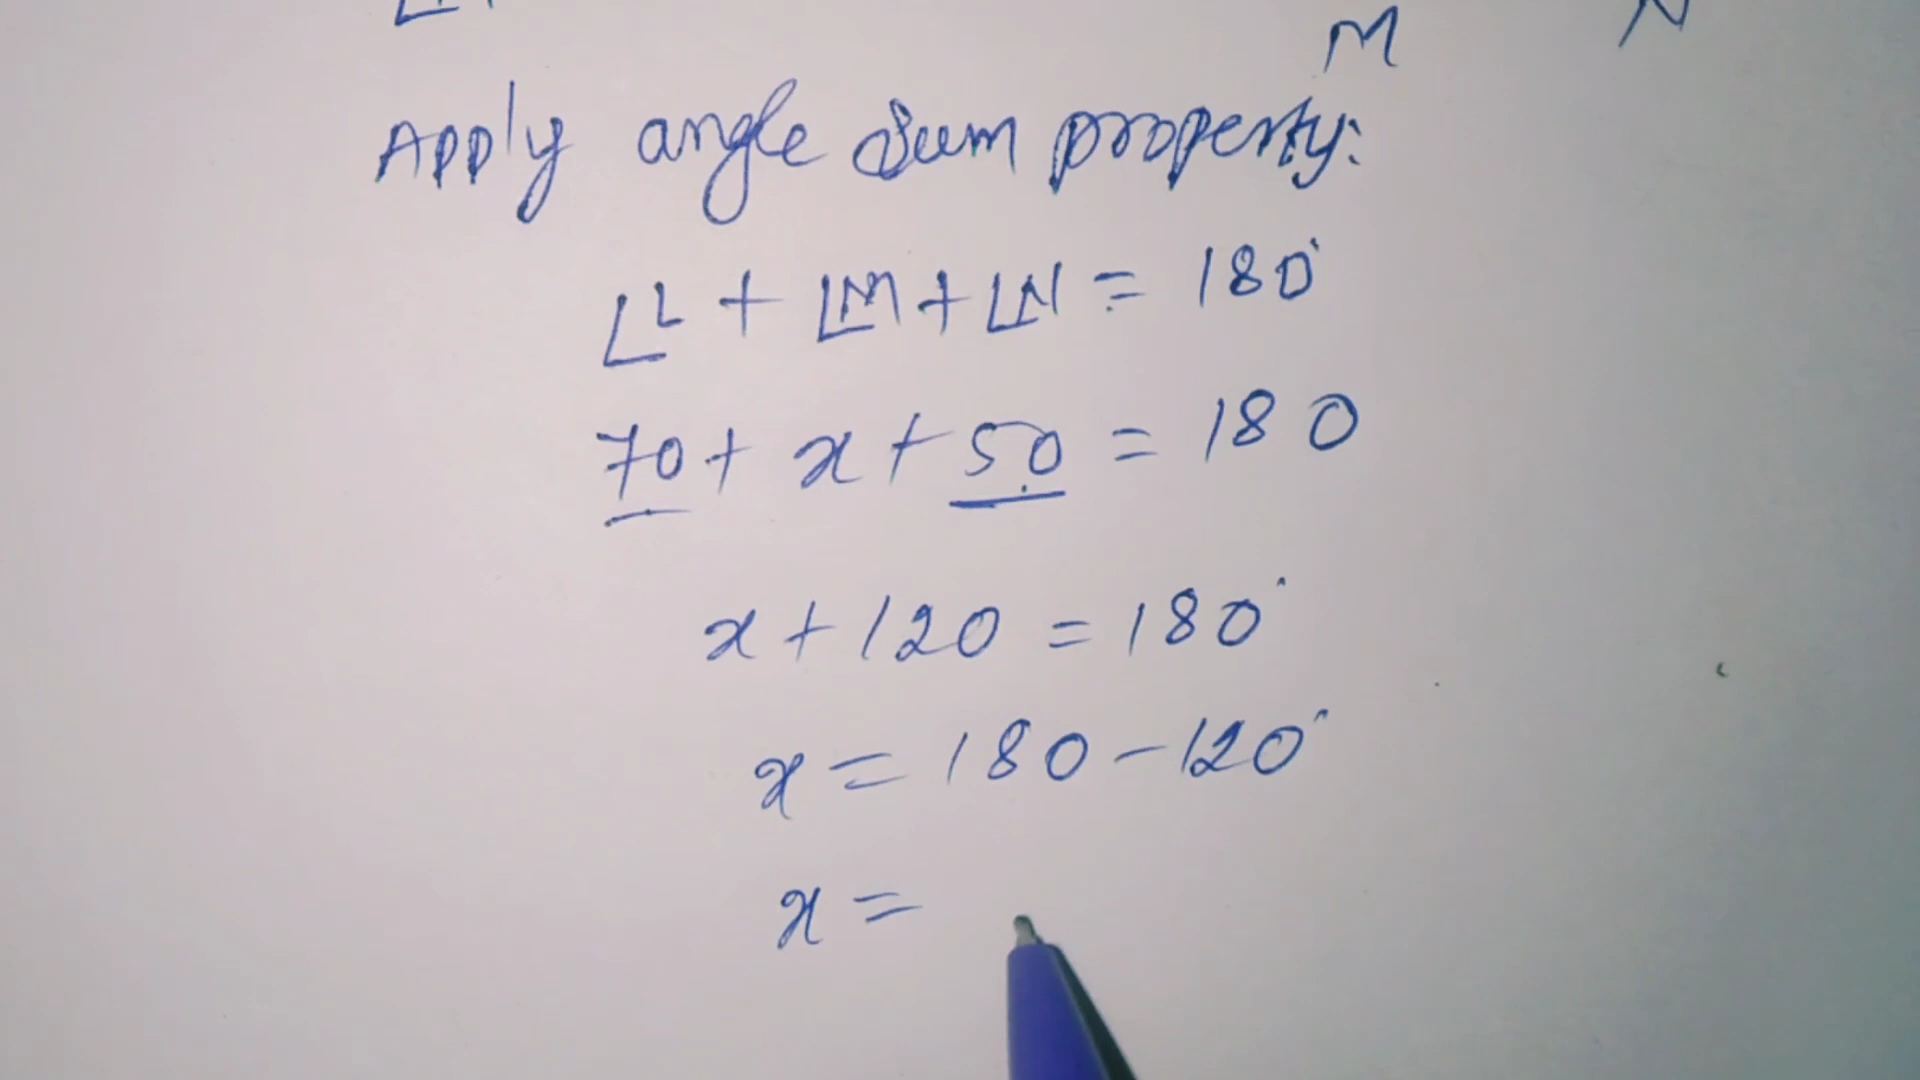 M N
Apply angle sum property:
∠L + ∠M + ∠N = 180°
70 + x + 50 = 180
x + 120 = 180°
x = 180 - 120°
x =